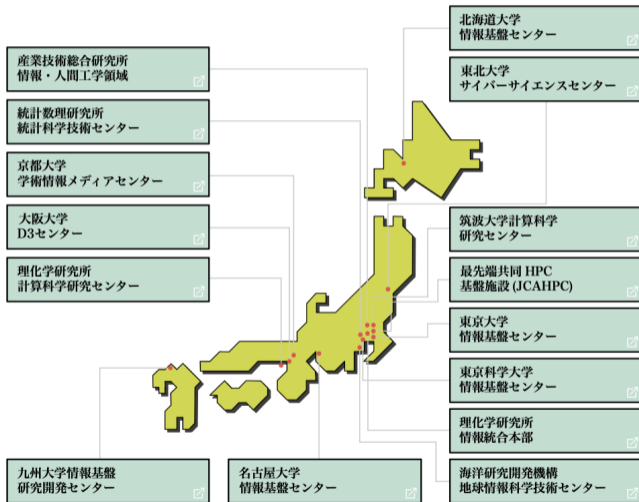 北海道大学
情報基盤センター
東北大学
サイバーサイエンスセンター
産業技術総合研究所
情報・人間工学領域
統計数理研究所
統計科学技術センター
京都大学
学術情報メディアセンター
大阪大学
D3センター
理化学研究所
計算科学研究センター
筑波大学計算科学
研究センター
最先端共同 HPC
基盤施設 (JCAHPC)
東京大学
情報基盤センター
東京科学大学
情報基盤センター
理化学研究所
情報統合本部
九州大学情報基盤
研究開発センター
名古屋大学
情報基盤センター
海洋研究開発機構
地球情報科学技術センター